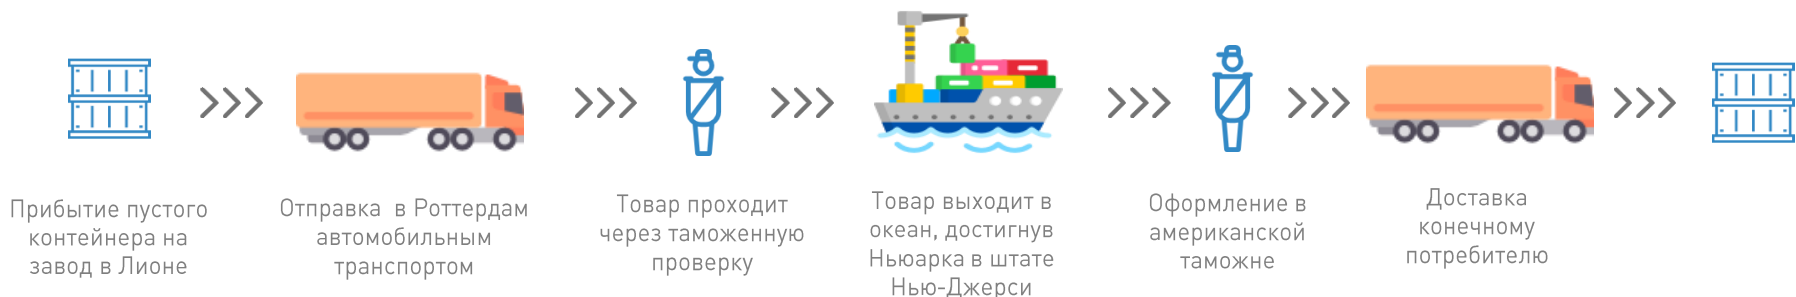 Прибытие пустого
контейнера на
завод в Лионе
Отправка в Роттердам
автомобильным
транспортом
Товар проходит
через таможенную
проверку
Товар выходит в
океан, достигнув
Ньюарка в штате
Нью-Джерси
Оформление в
американской
таможне
Доставка
конечному
потребителю